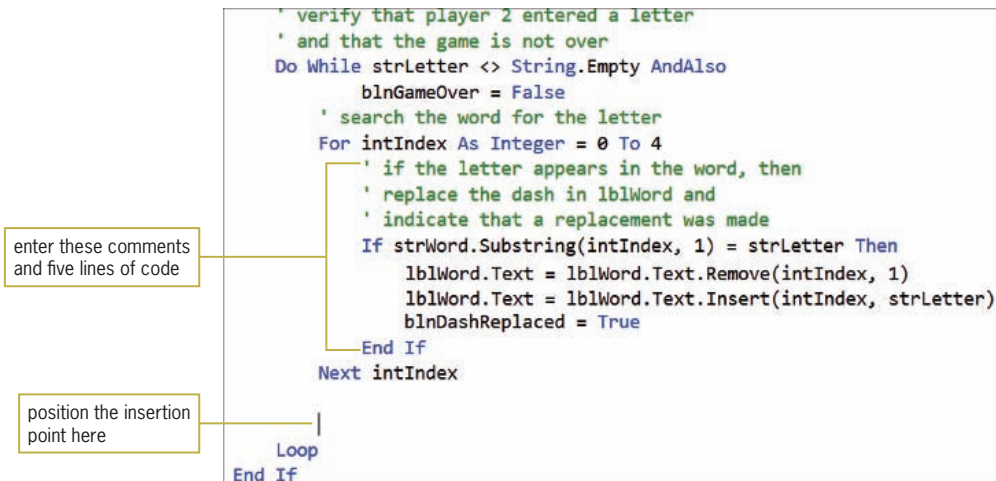 ' verify that player 2 entered a letter
' and that the game is not over
Do While strLetter <> String.Empty AndAlso
blnGameOver = False
' search the word for the letter
For intIndex As Integer = 0 To 4
' if the letter appears in the word, then
' replace the dash in lblWord and
' indicate that a replacement was made
If strWord.Substring(intIndex, 1) = strLetter Then
lblWord.Text = lblWord.Text.Remove(intIndex, 1)
lblWord.Text = lblWord.Text.Insert(intIndex, strLetter)
blnDashReplaced = True
End If
Next intIndex
Loop
End If
enter these comments
and five lines of code
position the insertion
point here